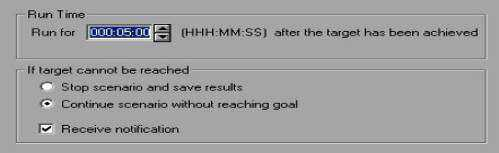 Run Time
Run for 000:05:00 (HHH:MM:SS) after the target has been achieved
If target cannot be reached
Stop scenario and save results
Continue scenario without reaching goal
Receive notification